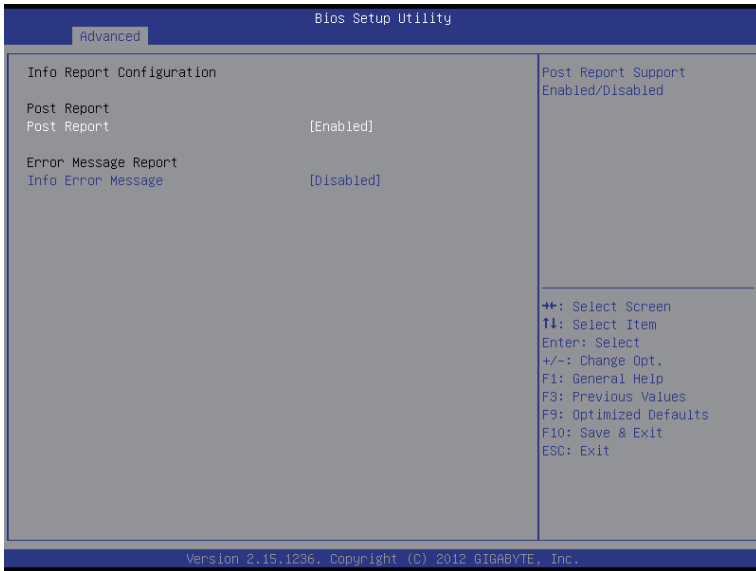 Bios Setup Utility
Advanced
Info Report Configuration
Post Report
Post Report [Enabled]
Error Message Report
Info Error Message [Disabled]
Post Report Support
Enabled/Disabled
→←: Select Screen
↑↓: Select Item
Enter: Select
+/-: Change Opt.
F1: General Help
F3: Previous Values
F9: Optimized Defaults
F10: Save & Exit
ESC: Exit
Version 2.15.1236. Copyright (C) 2012 GIGABYTE, Inc.